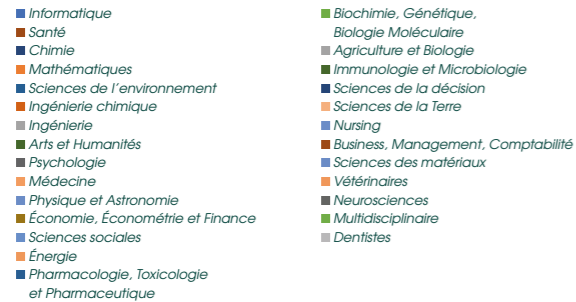 Informatique
Santé
Chimie
Mathématiques
Sciences de l'environnement
Ingénierie chimique
Ingénierie
Arts et Humanités
Psychologie
Médecine
Physique et Astronomie
Économie, Économétrie et Finance
Sciences sociales
Énergie
Pharmacologie, Toxicologie
et Pharmaceutique
Biochimie, Génétique,
Biologie Moléculaire
Agriculture et Biologie
Immunologie et Microbiologie
Sciences de la décision
Sciences de la Terre
Nursing
Business, Management, Comptabilité
Sciences des matériaux
Vétérinaires
Neurosciences
Multidisciplinaire
Dentistes